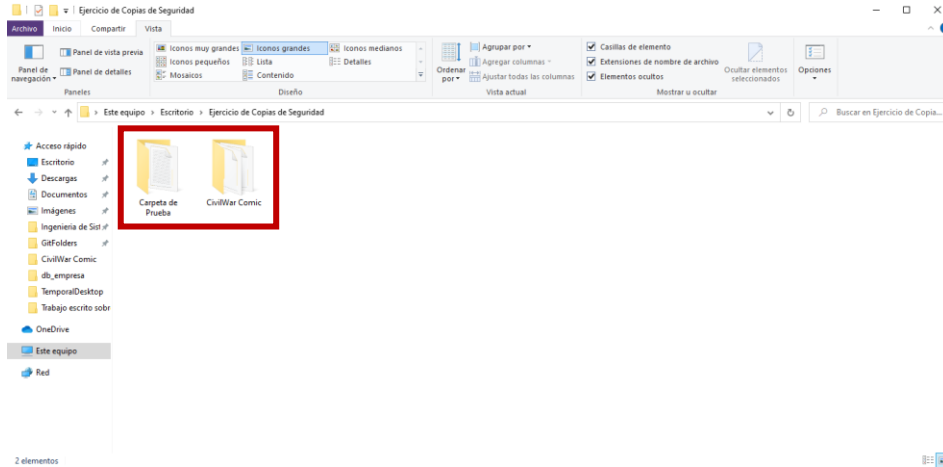 Ejercicio de Copias de Seguridad
Archivo Inicio Compartir Vista
Panel de navegación
Panel de vista previa
Panel de detalles
Paneles
Iconos muy grandes Iconos grandes Iconos medianos
Iconos pequeños Lista Detalles
Mosaicos Contenido
Diseño
Ordenar por
Agrupar por
Agregar columnas
Ajustar todas las columnas
Vista actual
Casillas de elemento
Extensiones de nombre de archivo
Elementos ocultos
Ocultar elementos seleccionados
Mostrar u ocultar
Opciones
Este equipo > Escritorio > Ejercicio de Copias de Seguridad
Buscar en Ejercicio de Copia...
Acceso rápido
Escritorio
Descargas
Documentos
Imágenes
Ingenieria de Sist
GitFolders
CivilWar Comic
db_empresa
TemporalDesktop
Trabajo escrito sobr
OneDrive
Este equipo
Red
Carpeta de
Prueba
CivilWar Comic
2 elementos